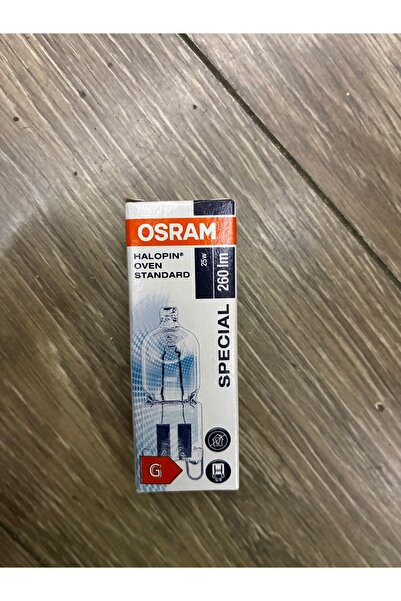 OSRAM
HALOPIN®
OVEN
STANDARD
25w
260 lm
SPECIAL
G